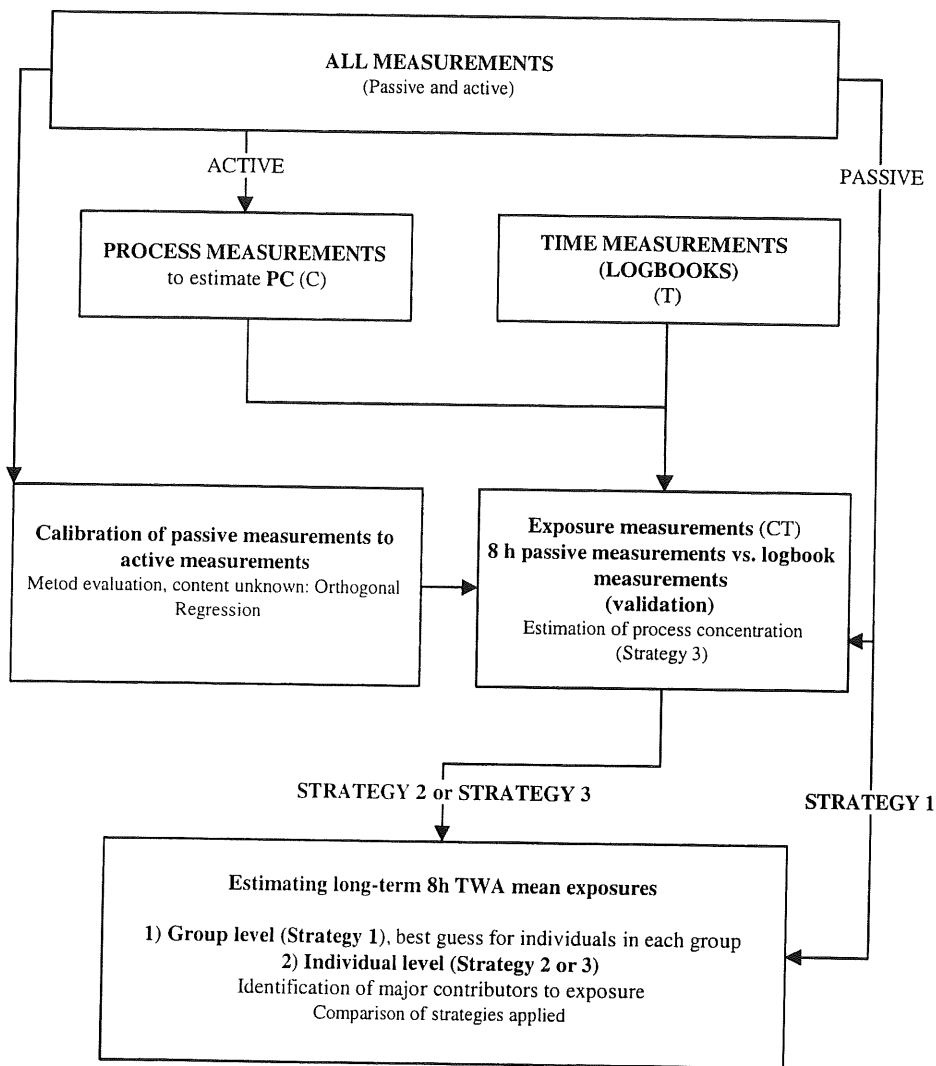 ALL MEASUREMENTS
(Passive and active)
ACTIVE
PASSIVE
PROCESS MEASUREMENTS
to estimate PC (C)
TIME MEASUREMENTS
(LOGBOOKS)
(T)
Calibration of passive measurements to
active measurements
Metod evaluation, content unknown: Orthogonal
Regression
Exposure measurements (CT)
8 h passive measurements vs. logbook
measurements
(validation)
Estimation of process concentration
(Strategy 3)
STRATEGY 2 or STRATEGY 3
STRATEGY 1
Estimating long-term 8h TWA mean exposures
1) Group level (Strategy 1), best guess for individuals in each group
2) Individual level (Strategy 2 or 3)
Identification of major contributors to exposure
Comparison of strategies applied